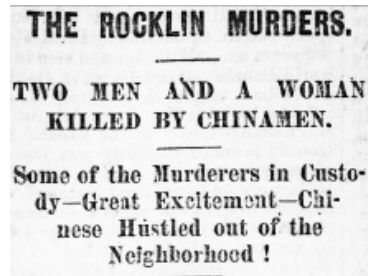 THE ROCKLIN MURDERS.
TWO MEN AND A WOMAN
KILLED BY CHINAMEN.
Some of the Murderers in Custo-
dy—Great Excitement—Chi-
nese Hustled out of the
Neighborhood !